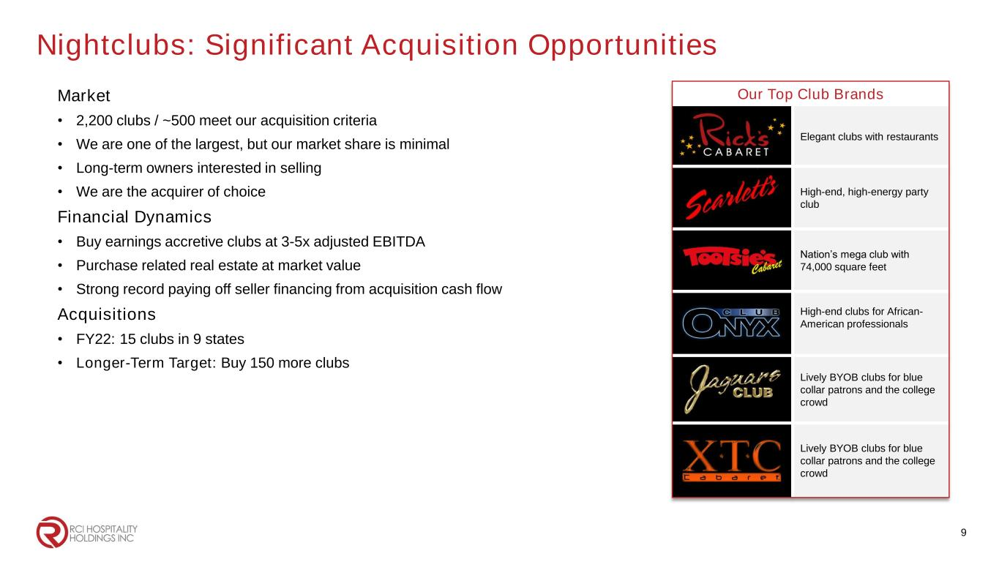 Nightclubs: Significant Acquisition Opportunities
Market
• 2,200 clubs / ~500 meet our acquisition criteria
• We are one of the largest, but our market share is minimal
• Long-term owners interested in selling
• We are the acquirer of choice
Financial Dynamics
• Buy earnings accretive clubs at 3-5x adjusted EBITDA
• Purchase related real estate at market value
• Strong record paying off seller financing from acquisition cash flow
Acquisitions
• FY22: 15 clubs in 9 states
• Longer-Term Target: Buy 150 more clubs
Our Top Club Brands
Rick's
CABARET
Elegant clubs with restaurants
Scarlett's
High-end, high-energy party
club
Tootsie's
Cabaret
Nation’s mega club with
74,000 square feet
CLUB
ONYX
High-end clubs for African-
American professionals
Jaguars
CLUB
Lively BYOB clubs for blue
collar patrons and the college
crowd
X·T·C
Cabaret
Lively BYOB clubs for blue
collar patrons and the college
crowd
RCI HOSPITALITY
HOLDINGS INC
9